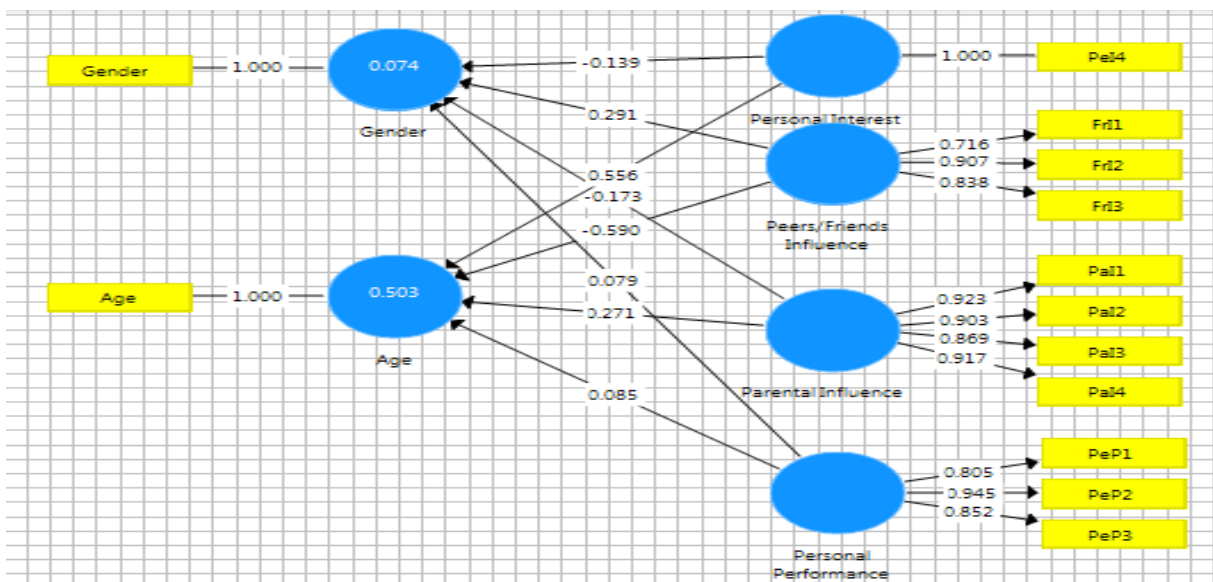 Gender
1.000
0.074
Gender
-0.139
0.291
Personal Interest
1.000
PeI4
0.716
0.907
0.838
FrI1
FrI2
FrI3
Peers/Friends
Influence
0.556
-0.173
-0.590
Age
1.000
0.503
Age
0.079
0.271
0.085
Parental Influence
0.923
0.903
0.869
0.917
PaI1
PaI2
PaI3
PaI4
Personal
Performance
0.805
0.945
0.852
PeP1
PeP2
PeP3